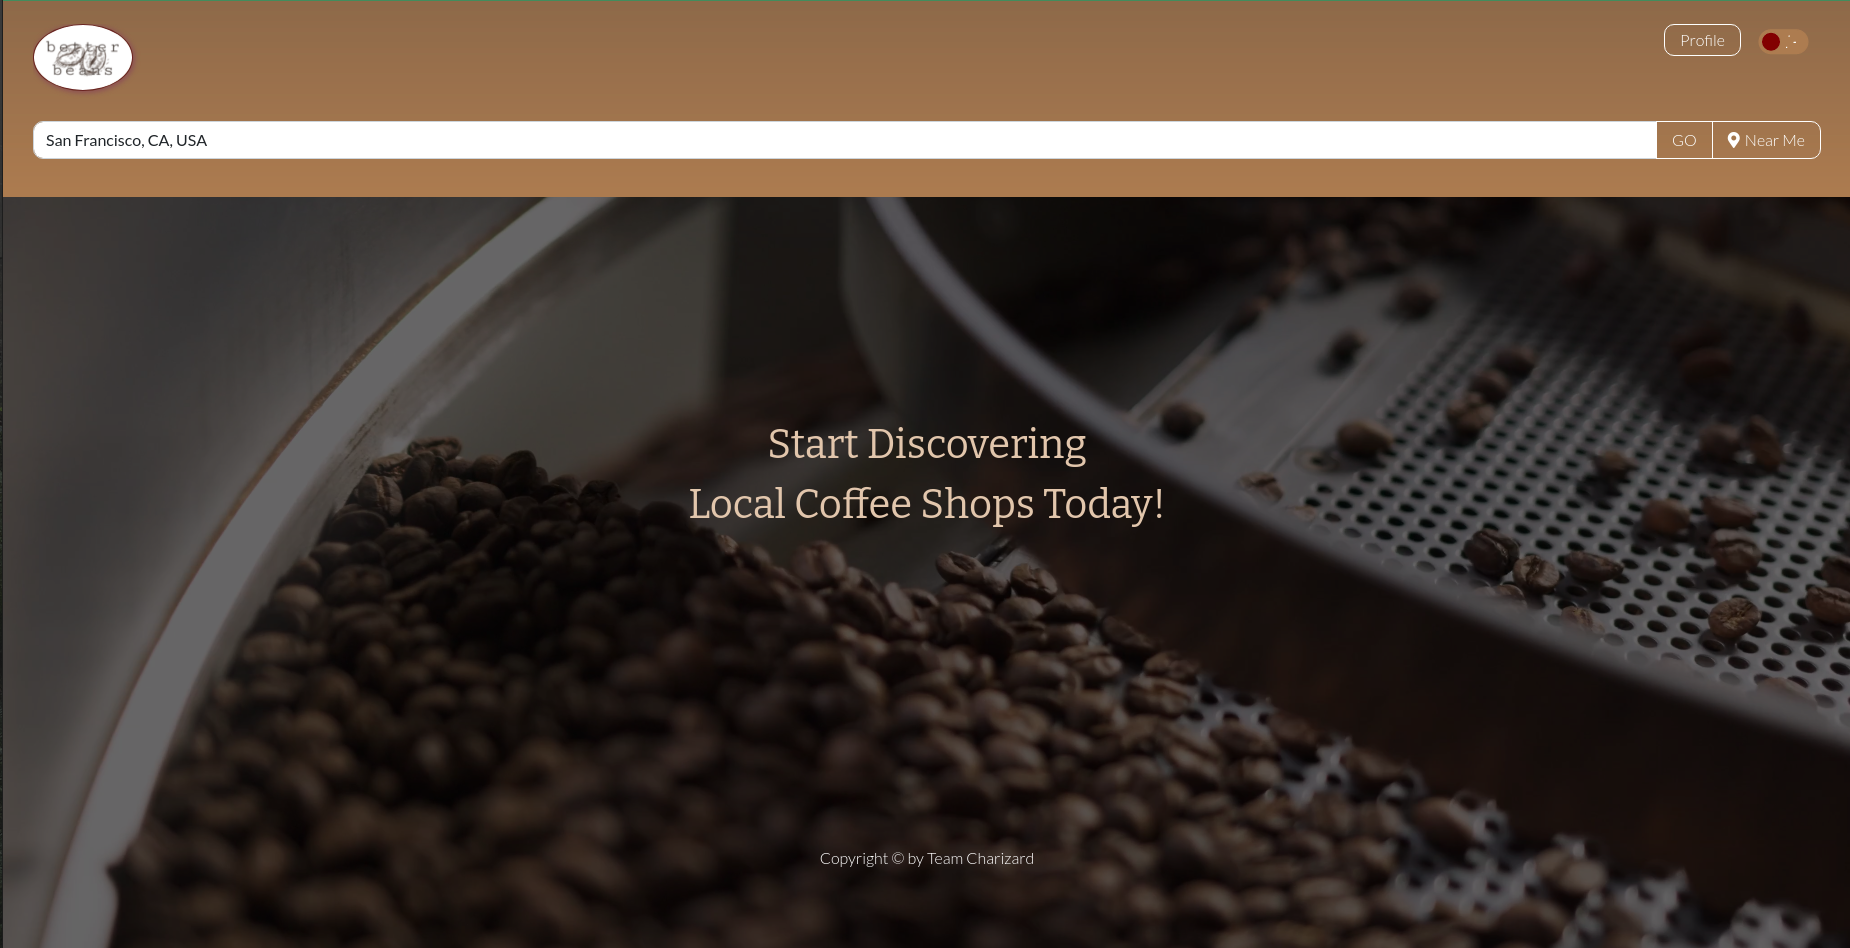 better
beans
Profile
San Francisco, CA, USA
GO
Near Me
Start Discovering
Local Coffee Shops Today!
Copyright © by Team Charizard